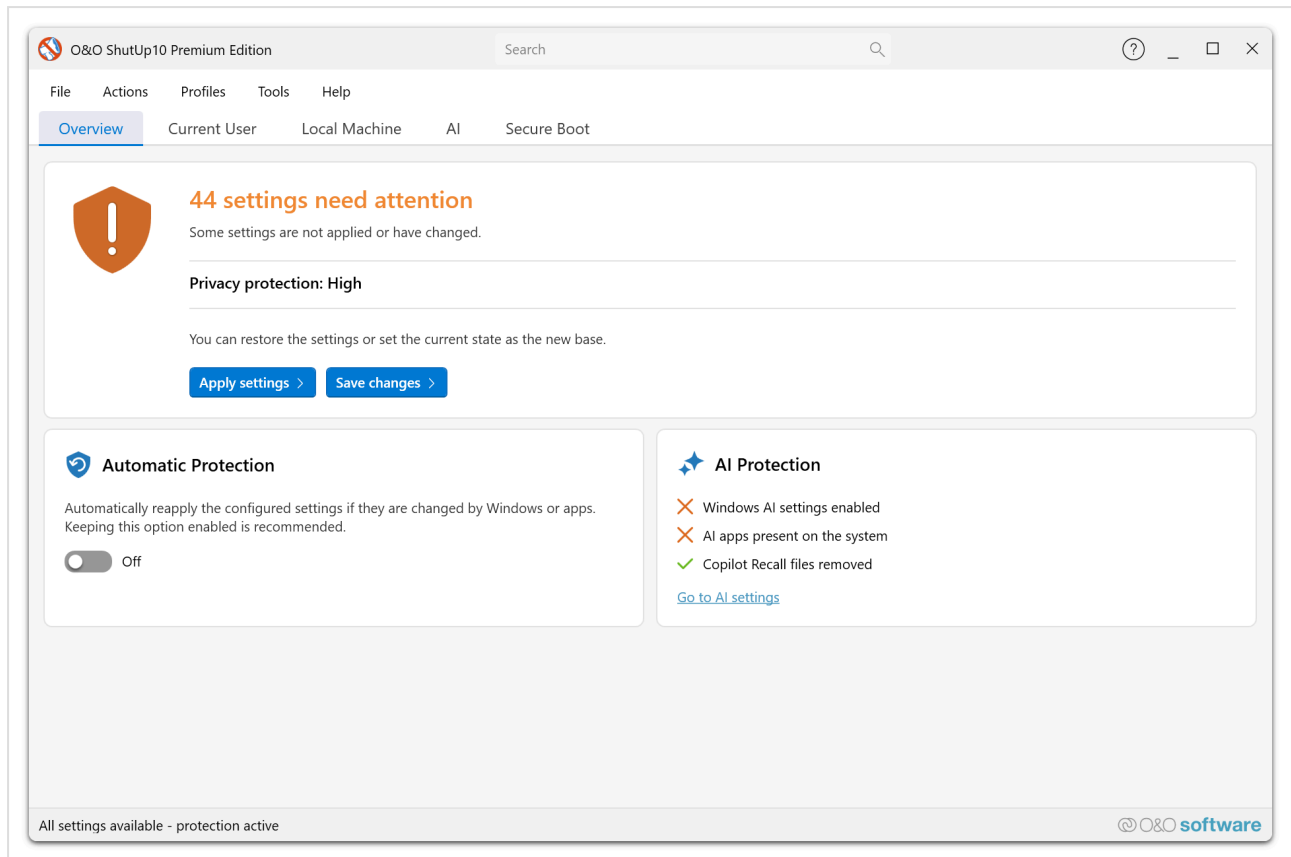 O&O ShutUp10 Premium Edition
Search
?
File Actions Profiles Tools Help
Overview Current User Local Machine AI Secure Boot
44 settings need attention
Some settings are not applied or have changed.
Privacy protection: High
You can restore the settings or set the current state as the new base.
Apply settings >
Save changes >
Automatic Protection
Automatically reapply the configured settings if they are changed by Windows or apps.
Keeping this option enabled is recommended.
Off
AI Protection
Windows AI settings enabled
AI apps present on the system
Copilot Recall files removed
Go to AI settings
All settings available - protection active
O&O software